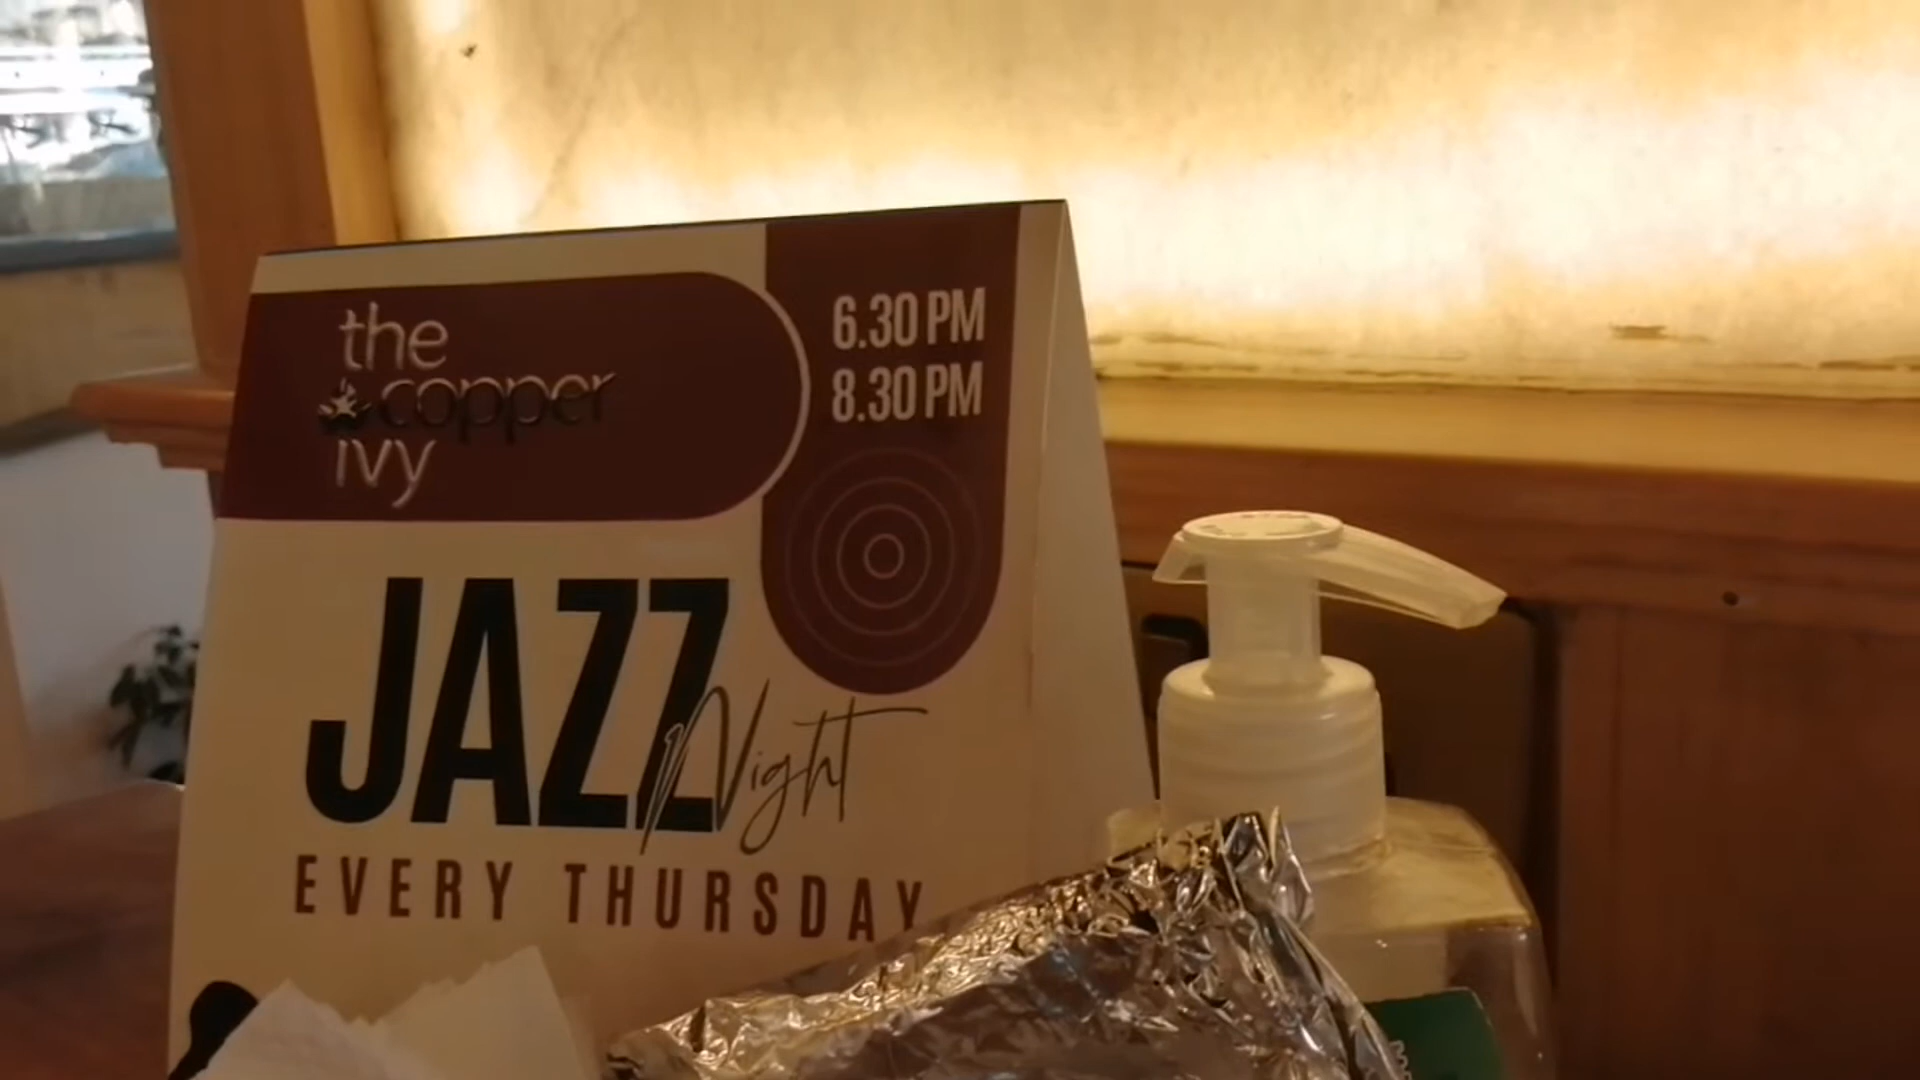 the
copper
ivy
6.30 PM
8.30 PM
JAZZ
Night
EVERY THURSDAY